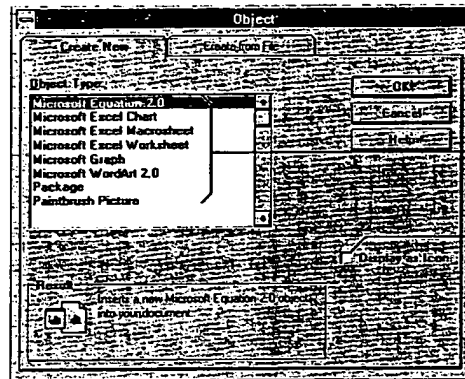 Object
Create New
Create from File
Object Type:
Microsoft Equation 2.0
Microsoft Excel Chart
Microsoft Excel Macrosheet
Microsoft Excel Worksheet
Microsoft Graph
Microsoft WordArt 2.0
Package
Paintbrush Picture
OK
Cancel
Help
Display as Icon
Result
Inserts a new Microsoft Equation 2.0 object
into your document